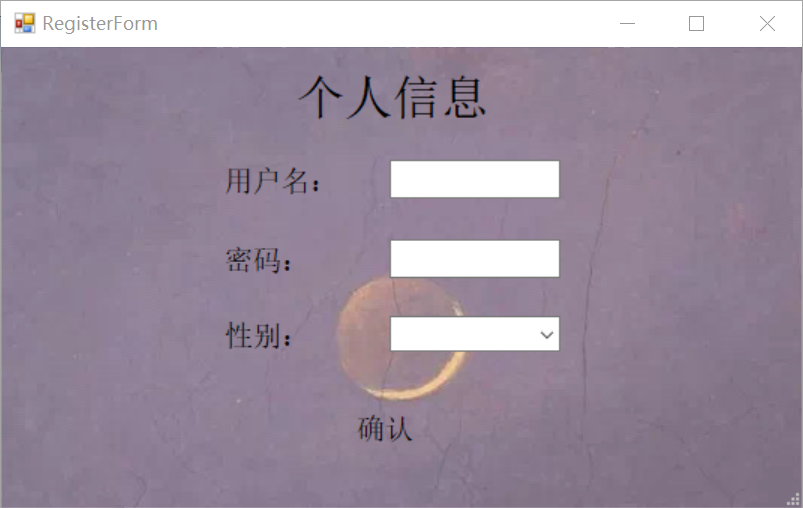 RegisterForm
个人信息
用户名：
密码：
性别：
确认